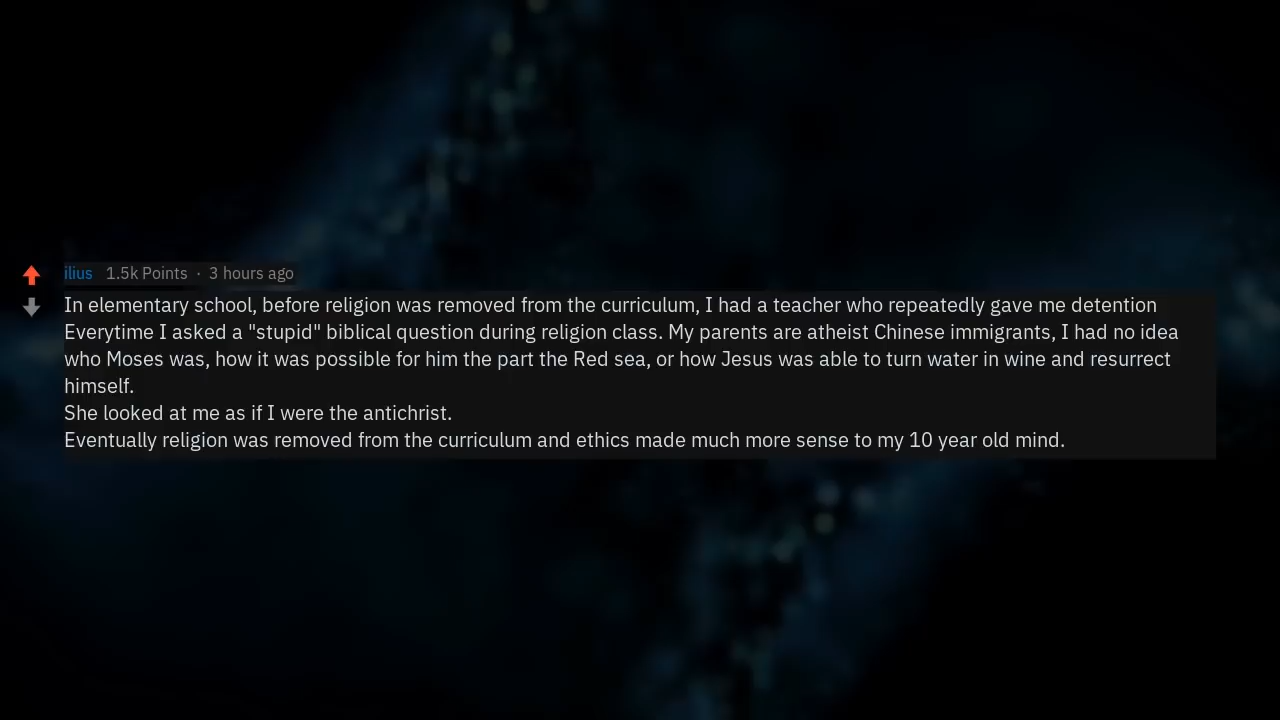 ilius 1.5k Points · 3 hours ago
In elementary school, before religion was removed from the curriculum, I had a teacher who repeatedly gave me detention
Everytime I asked a "stupid" biblical question during religion class. My parents are atheist Chinese immigrants, I had no idea
who Moses was, how it was possible for him the part the Red sea, or how Jesus was able to turn water in wine and resurrect
himself.
She looked at me as if I were the antichrist.
Eventually religion was removed from the curriculum and ethics made much more sense to my 10 year old mind.